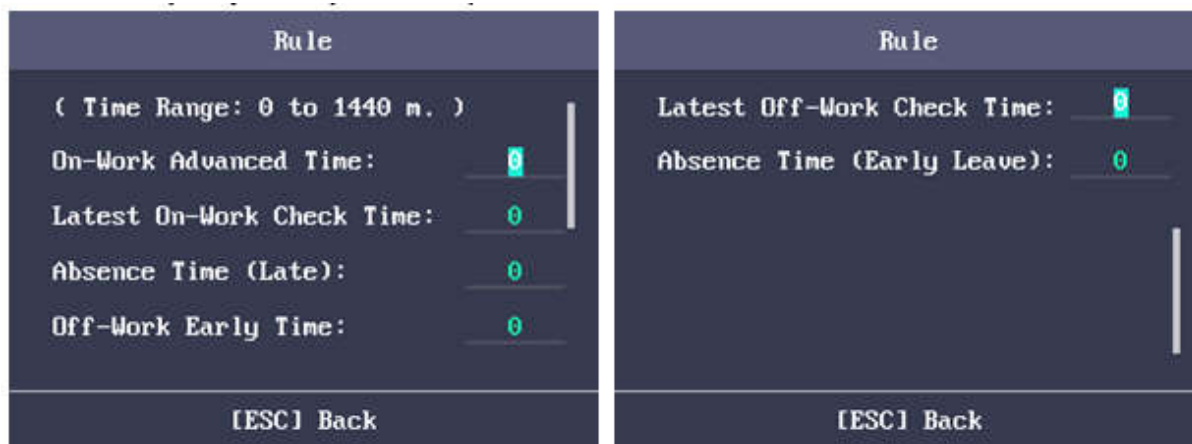 Rule
( Time Range: 0 to 1440 m. )
On-Work Advanced Time: 0
Latest On-Work Check Time: 0
Absence Time (Late): 0
Off-Work Early Time: 0
[ESC] Back
Rule
Latest Off-Work Check Time: 0
Absence Time (Early Leave): 0
[ESC] Back